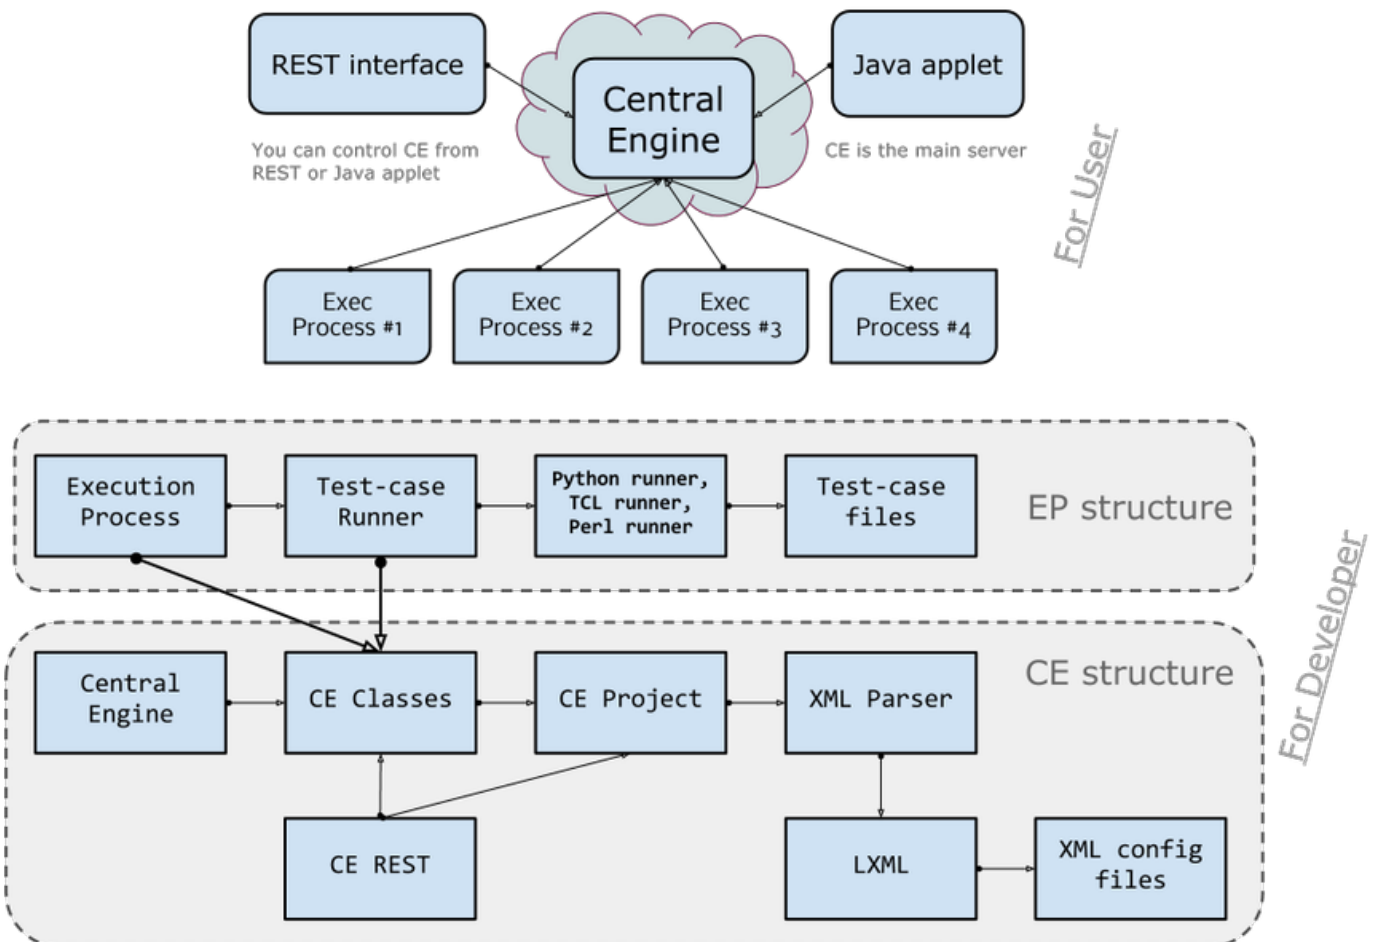 REST interface
Central
Engine
Java applet
You can control CE from
REST or Java applet
CE is the main server
For User
Exec
Process #1
Exec
Process #2
Exec
Process #3
Exec
Process #4
Execution
Process
Test-case
Runner
Python runner,
TCL runner,
Perl runner
Test-case
files
EP structure
For Developer
Central
Engine
CE Classes
CE Project
XML Parser
CE structure
CE REST
LXML
XML config
files